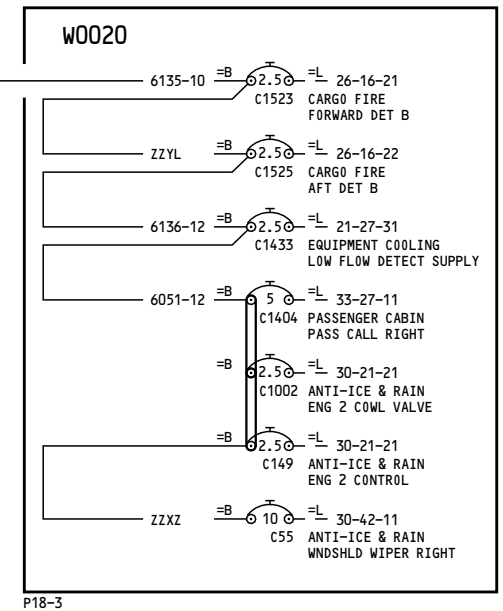 W0020
6135-10 =B 2.5 =L 26-16-21
C1523 CARGO FIRE
FORWARD DET B
ZZYL =B 2.5 =L 26-16-22
C1525 CARGO FIRE
AFT DET B
6136-12 =B 2.5 =L 21-27-31
C1433 EQUIPMENT COOLING
LOW FLOW DETECT SUPPLY
6051-12 =B 5 =L 33-27-11
C1404 PASSENGER CABIN
PASS CALL RIGHT
=B 2.5 =L 30-21-21
C1002 ANTI-ICE & RAIN
ENG 2 COWL VALVE
=B 2.5 =L 30-21-21
C149 ANTI-ICE & RAIN
ENG 2 CONTROL
ZZXZ =B 10 =L 30-42-11
C55 ANTI-ICE & RAIN
WNDSHLD WIPER RIGHT
P18-3